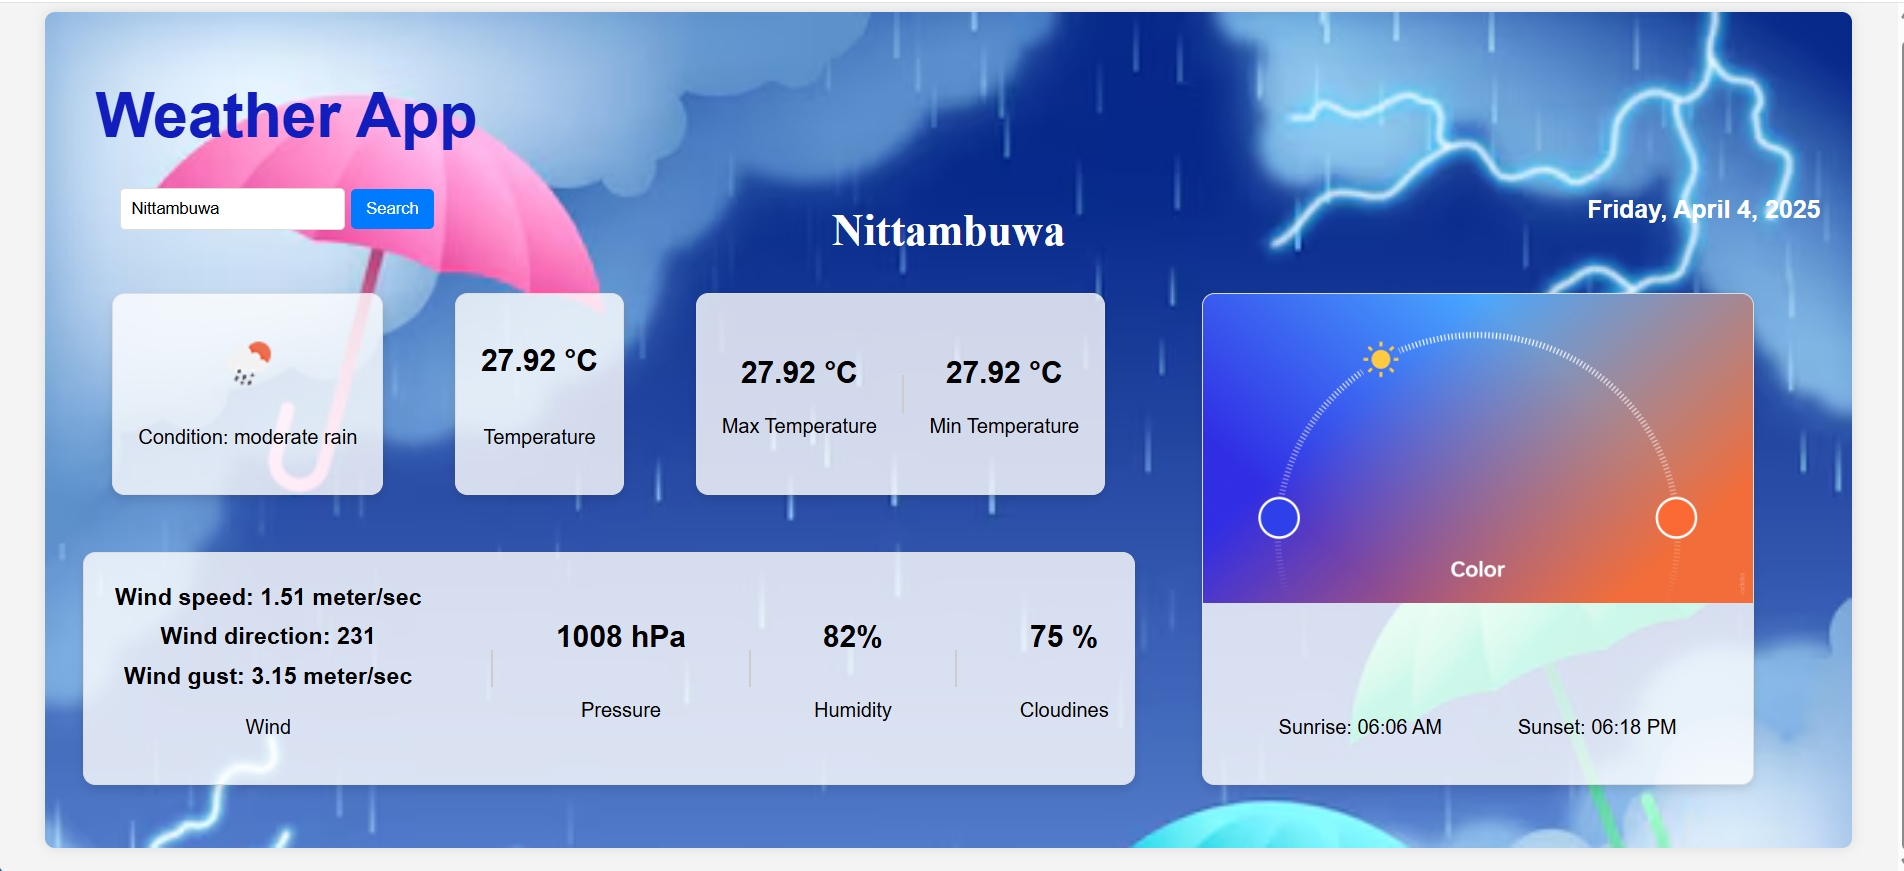 Weather App
Nittambuwa
Search
Nittambuwa
Friday, April 4, 2025
Condition: moderate rain
27.92 °C
Temperature
27.92 °C
Max Temperature
27.92 °C
Min Temperature
Color
Wind speed: 1.51 meter/sec
Wind direction: 231
Wind gust: 3.15 meter/sec
Wind
1008 hPa
Pressure
82%
Humidity
75 %
Cloudines
Sunrise: 06:06 AM
Sunset: 06:18 PM